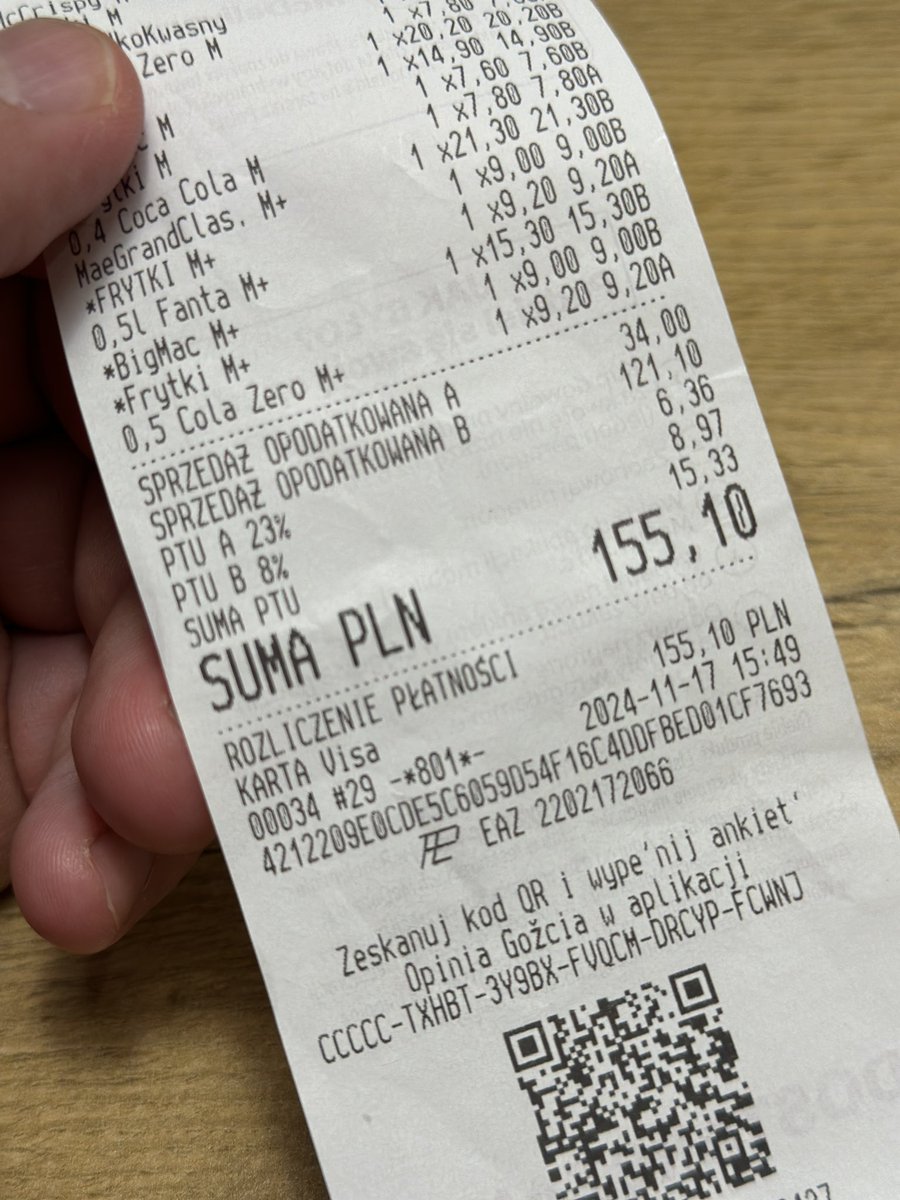 McCrispy M
M
Zero M 1 x7,80
1 x20,20 20,20B
M 1 x14,90 14,90B
M 1 x7,60 7,60B
0,4 Coca Cola M 1 x7,80 7,80A
MaeGrandClas. M+ 1 x21,30 21,30B
*FRYTKI M+ 1 x9,00 9,00B
0,5l Fanta M+ 1 x9,20 9,20A
*BigMac M+ 1 x15,30 15,30B
*Frytki M+ 1 x9,00 9,00B
0,5 Cola Zero M+ 1 x9,20 9,20A
SPRZEDAŻ OPODATKOWANA A 34,00
SPRZEDAŻ OPODATKOWANA B 121,10
PTU A 23% 6,36
PTU B 8% 8,97
SUMA PTU 15,33
SUMA PLN 155,10
ROZLICZENIE PŁATNOŚCI
KARTA Visa 155,10 PLN
00034 #29 -*801*- 2024-11-17 15:49
4212209E0CDE5C6059D54F16C4DDFBED01CF7693
EAZ 2202172066
Zeskanuj kod QR i wype'nij ankiet'
Opinia Gožcia w aplikacji
CCCCC-TXHBT-3Y9BX-FVQCM-DRCYP-FCWNJ